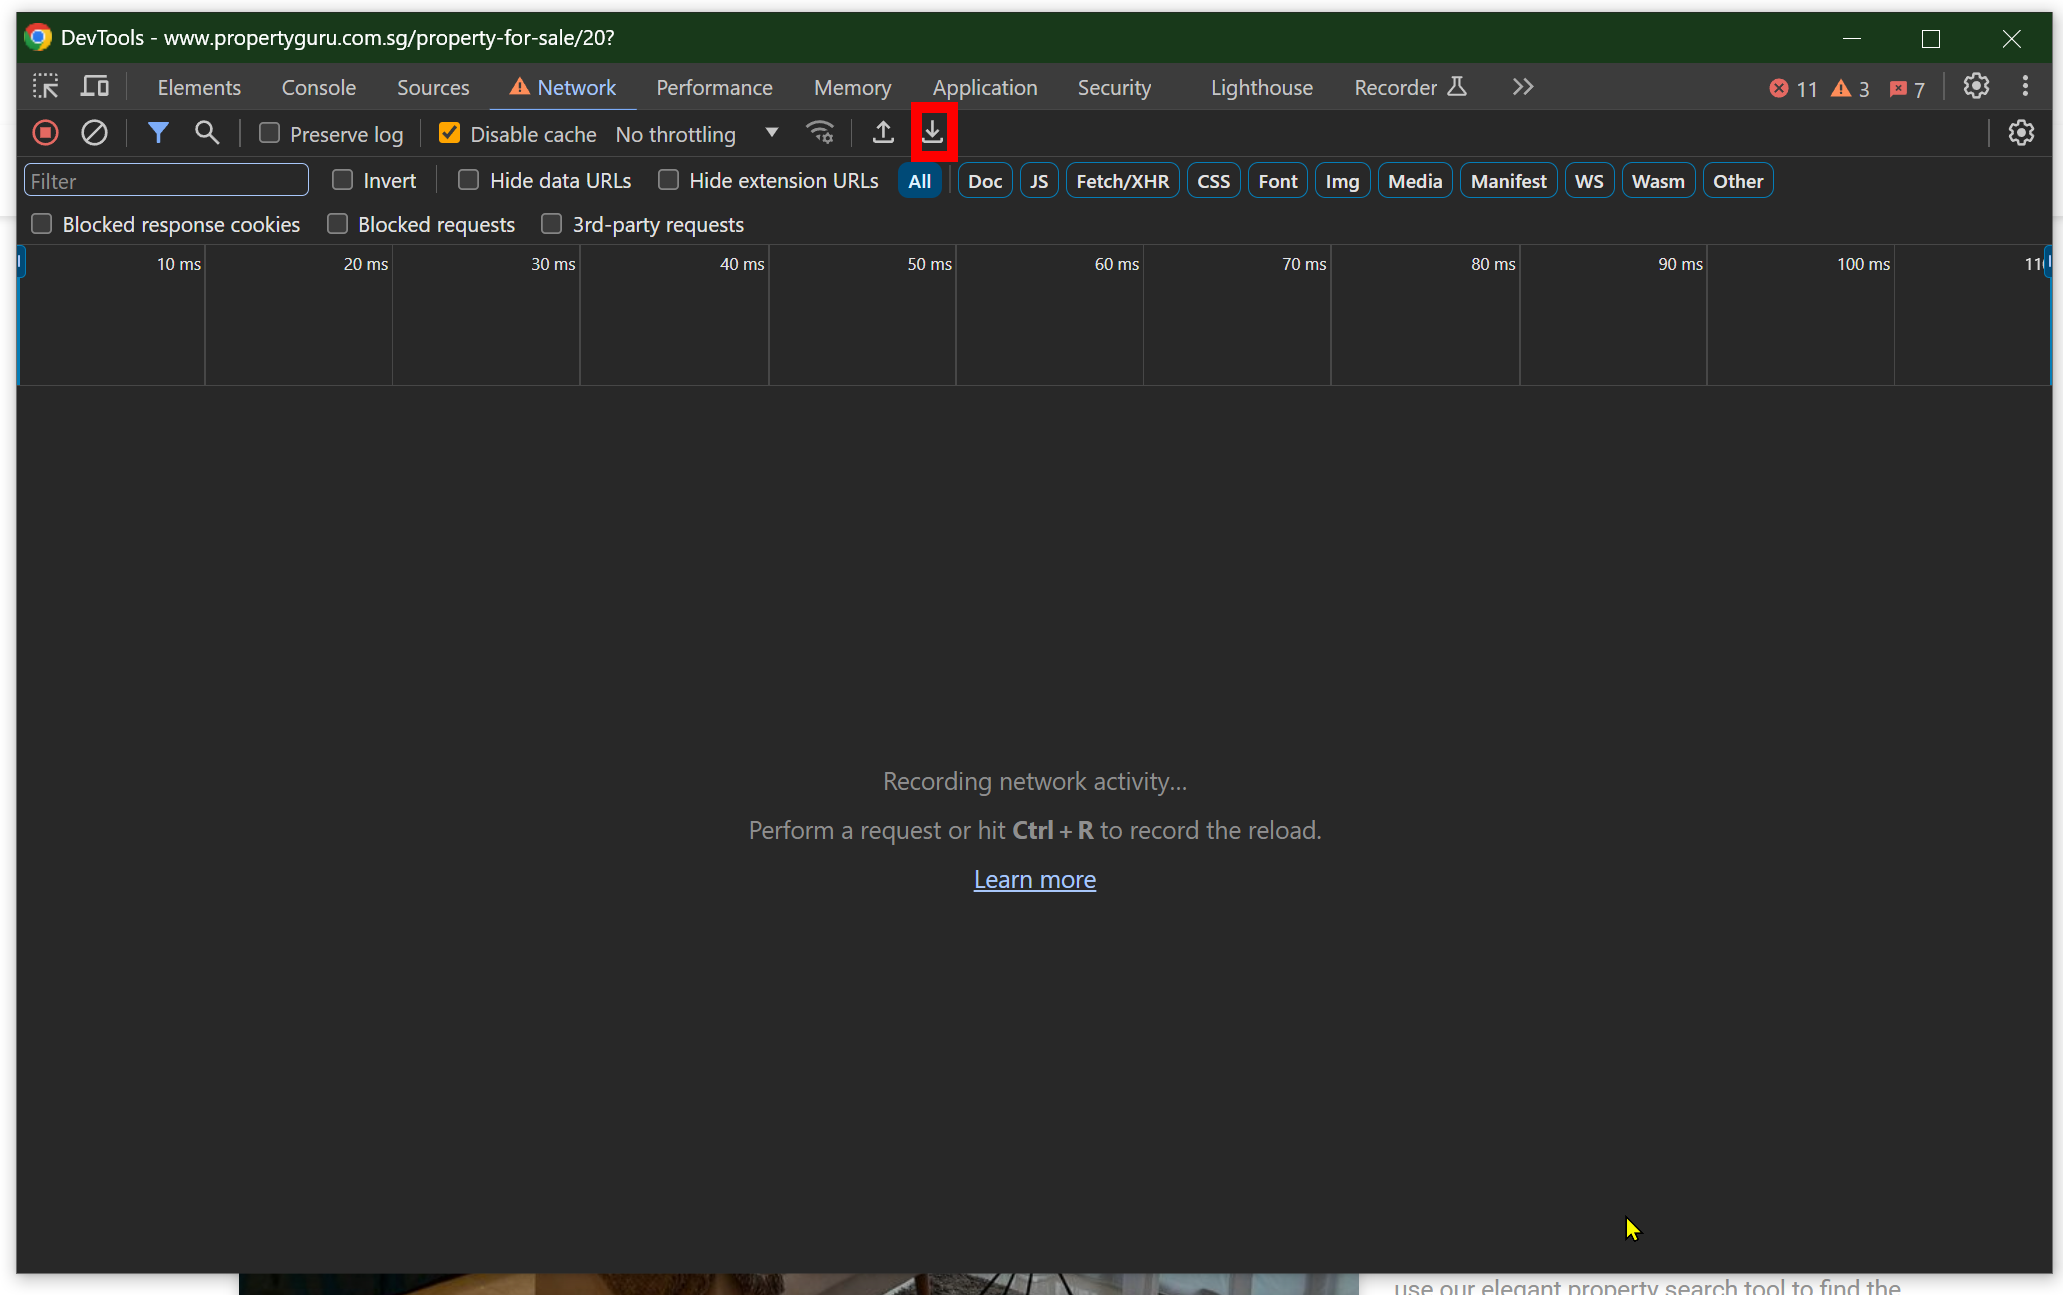 DevTools - www.propertyguru.com.sg/property-for-sale/20?
Elements Console Sources Network Performance Memory Application Security Lighthouse Recorder 11 3 7
Preserve log Disable cache No throttling
Filter Invert Hide data URLs Hide extension URLs All Doc JS Fetch/XHR CSS Font Img Media Manifest WS Wasm Other
Blocked response cookies Blocked requests 3rd-party requests
10 ms 20 ms 30 ms 40 ms 50 ms 60 ms 70 ms 80 ms 90 ms 100 ms
Recording network activity...
Perform a request or hit Ctrl + R to record the reload.
Learn more
use our elegant property search tool to find the